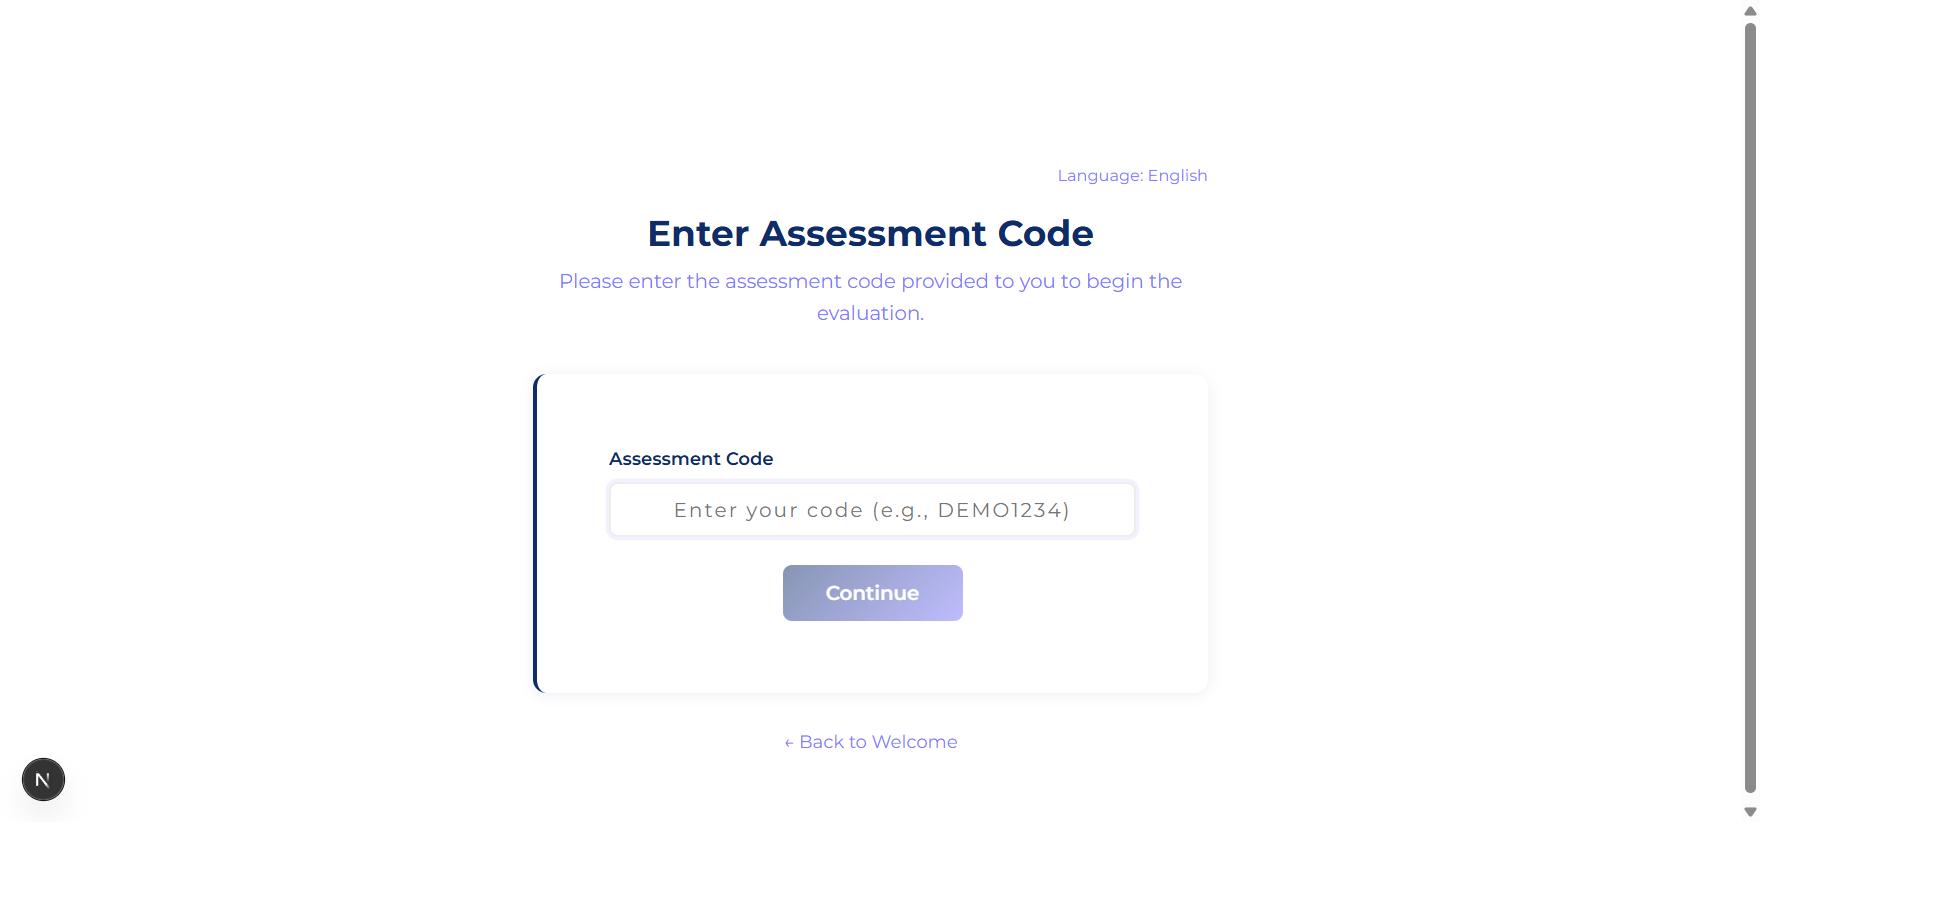 Language: English
Enter Assessment Code
Please enter the assessment code provided to you to begin the
evaluation.
Assessment Code
Enter your code (e.g., DEMO1234)
Continue
← Back to Welcome
N